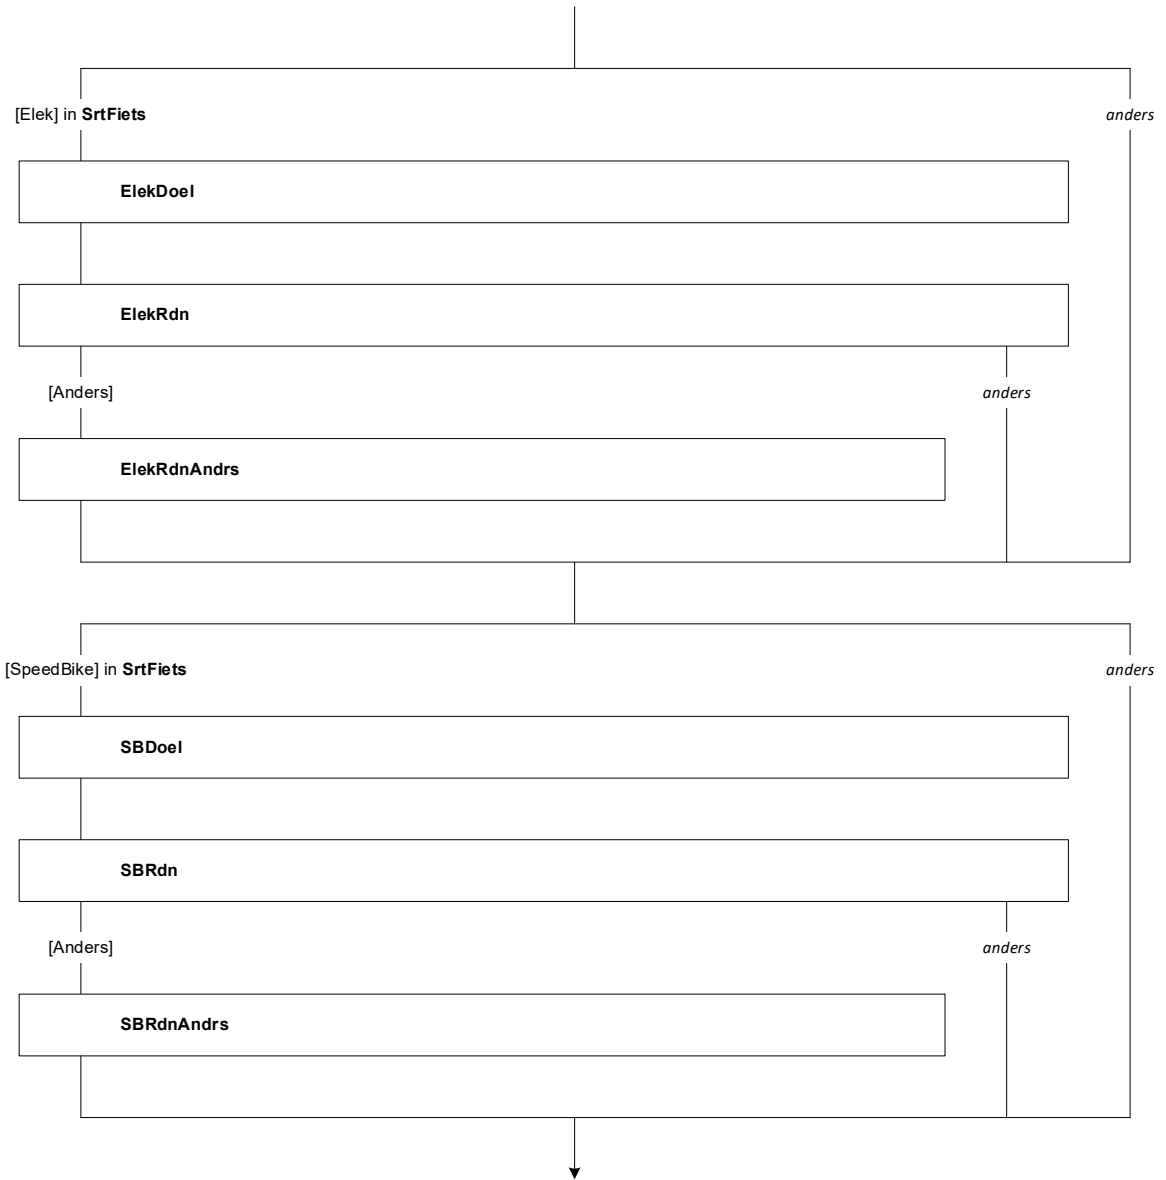 [Elek] in SrtFiets
anders
ElekDoel
ElekRdn
[Anders]
anders
ElekRdnAndrs
[SpeedBike] in SrtFiets
anders
SBDoel
SBRdn
[Anders]
anders
SBRdnAndrs